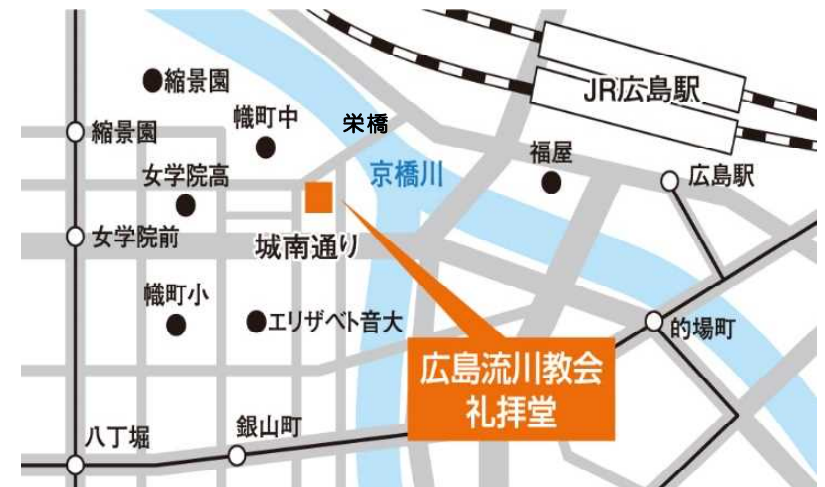 縮景園
JR広島駅
縮景園
幟町中
栄橋
福屋
女学院高
京橋川
広島駅
女学院前
城南通り
幟町小
エリザベト音大
的場町
広島流川教会
礼拝堂
八丁堀
銀山町